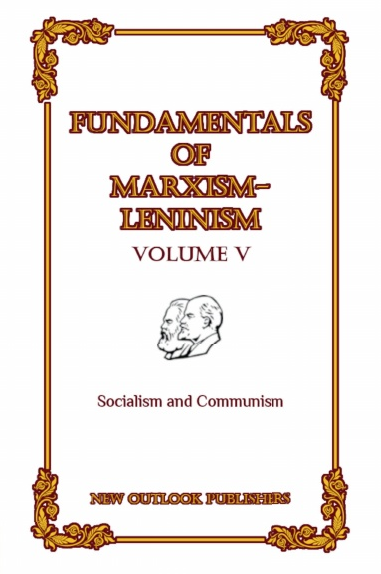 FUNDAMENTALS
OF
MARXISM-
LENINISM
VOLUME V
Socialism and Communism
NEW OUTLOOK PUBLISHERS